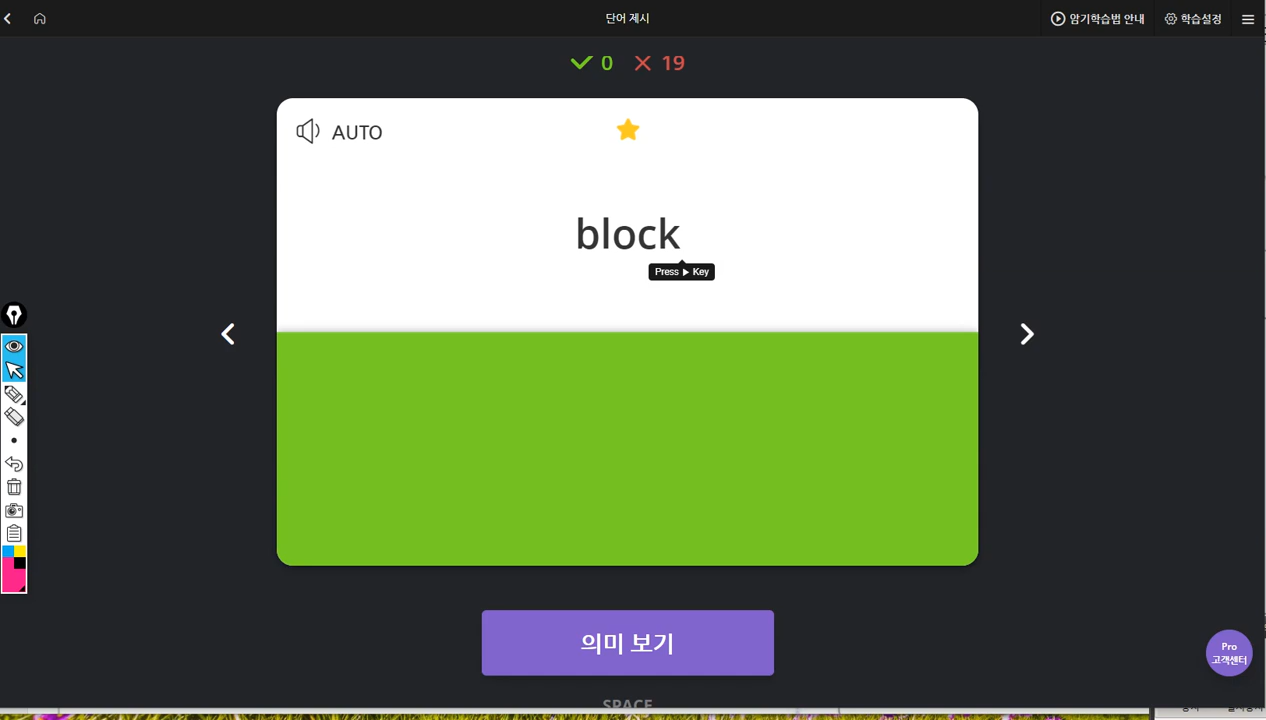 단어 제시
암기학습법 안내
학습설정
0
19
AUTO
block
Press ▶ Key
의미 보기
Pro
고객센터
SPACE